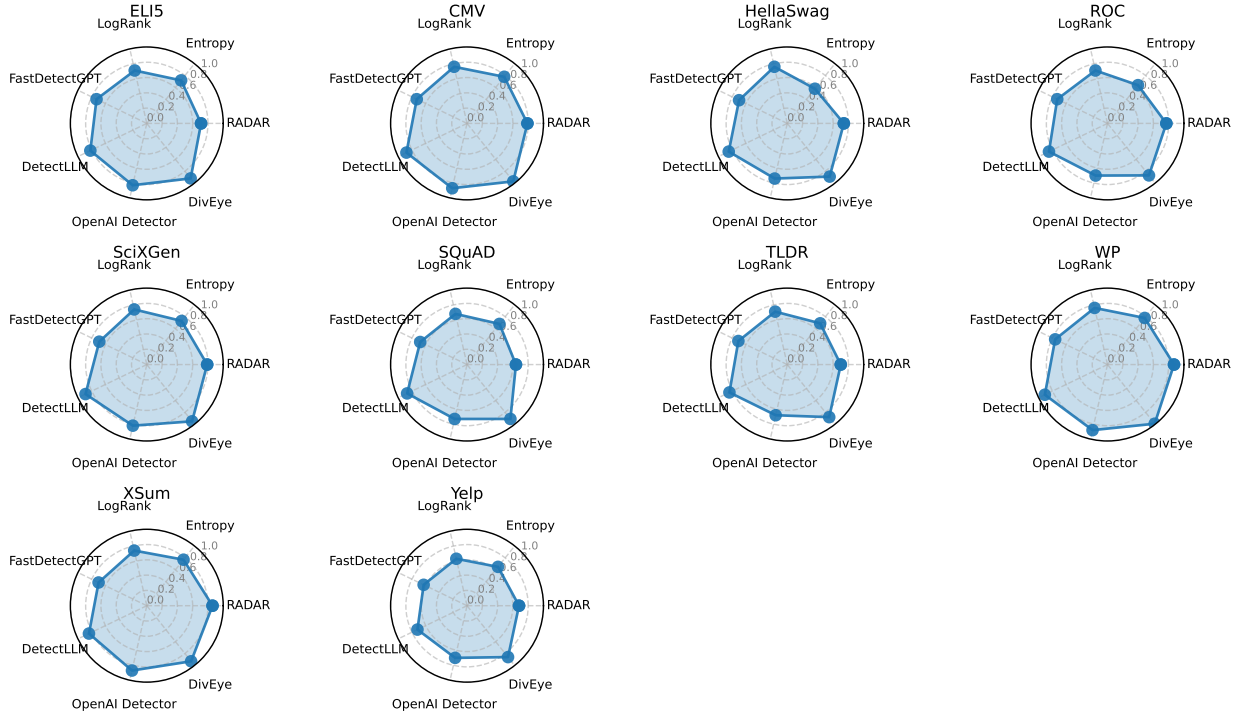 ELI5
LogRank
Entropy
FastDetectGPT
1.0
0.8
0.6
0.4
0.2
0.0
RADAR
DetectLLM
DivEye
OpenAI Detector
CMV
LogRank
Entropy
FastDetectGPT
1.0
0.8
0.6
0.4
0.2
0.0
RADAR
DetectLLM
DivEye
OpenAI Detector
HellaSwag
LogRank
Entropy
FastDetectGPT
1.0
0.8
0.6
0.4
0.2
0.0
RADAR
DetectLLM
DivEye
OpenAI Detector
ROC
LogRank
Entropy
FastDetectGPT
1.0
0.8
0.6
0.4
0.2
0.0
RADAR
DetectLLM
DivEye
OpenAI Detector
SciXGen
LogRank
Entropy
FastDetectGPT
1.0
0.8
0.6
0.4
0.2
0.0
RADAR
DetectLLM
DivEye
OpenAI Detector
SQuAD
LogRank
Entropy
FastDetectGPT
1.0
0.8
0.6
0.4
0.2
0.0
RADAR
DetectLLM
DivEye
OpenAI Detector
TLDR
LogRank
Entropy
FastDetectGPT
1.0
0.8
0.6
0.4
0.2
0.0
RADAR
DetectLLM
DivEye
OpenAI Detector
WP
LogRank
Entropy
FastDetectGPT
1.0
0.8
0.6
0.4
0.2
0.0
RADAR
DetectLLM
DivEye
OpenAI Detector
XSum
LogRank
Entropy
FastDetectGPT
1.0
0.8
0.6
0.4
0.2
0.0
RADAR
DetectLLM
DivEye
OpenAI Detector
Yelp
LogRank
Entropy
FastDetectGPT
1.0
0.8
0.6
0.4
0.2
0.0
RADAR
DetectLLM
DivEye
OpenAI Detector